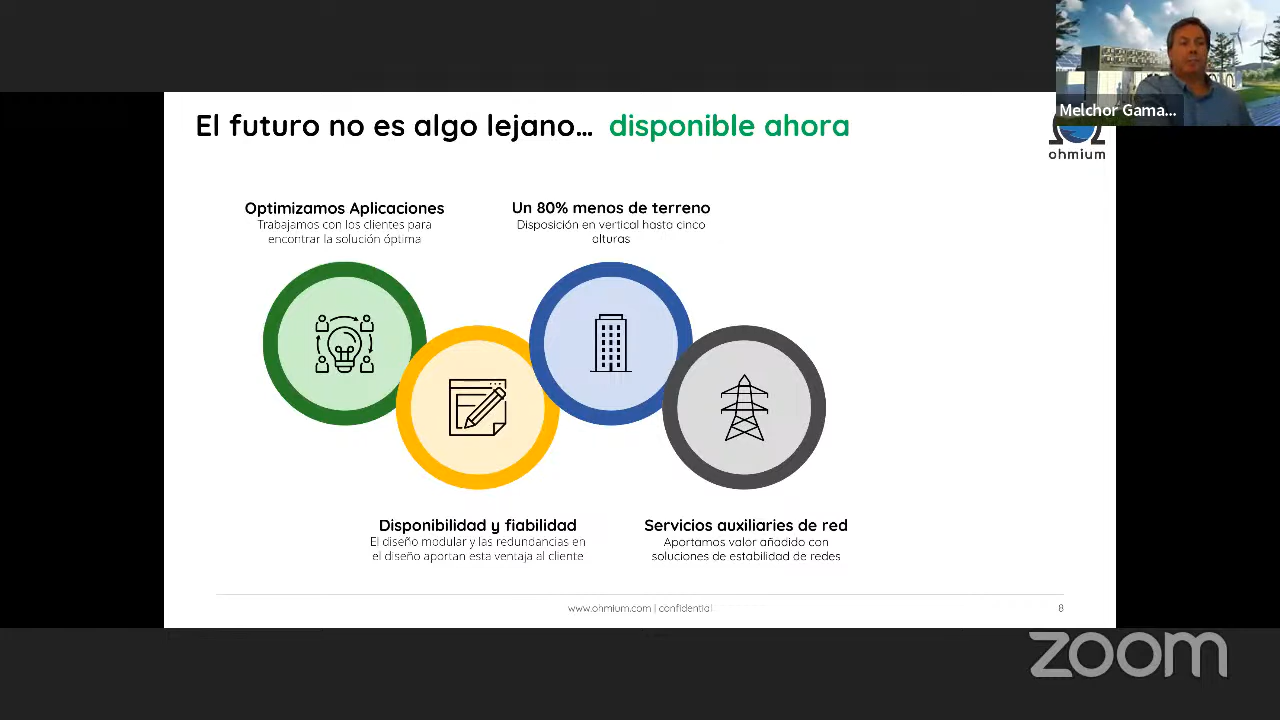 Melchor Gama...
El futuro no es algo lejano... disponible ahora
ohmium
Optimizamos Aplicaciones
Trabajamos con los clientes para
encontrar la solución óptima
Un 80% menos de terreno
Disposición en vertical hasta cinco
alturas
Disponibilidad y fiabilidad
El diseño modular y las redundancias en
el diseño aportan esta ventaja al cliente
Servicios auxiliaries de red
Aportamos valor añadido con
soluciones de estabilidad de redes
www.ohmium.com | confidential
8
zoom